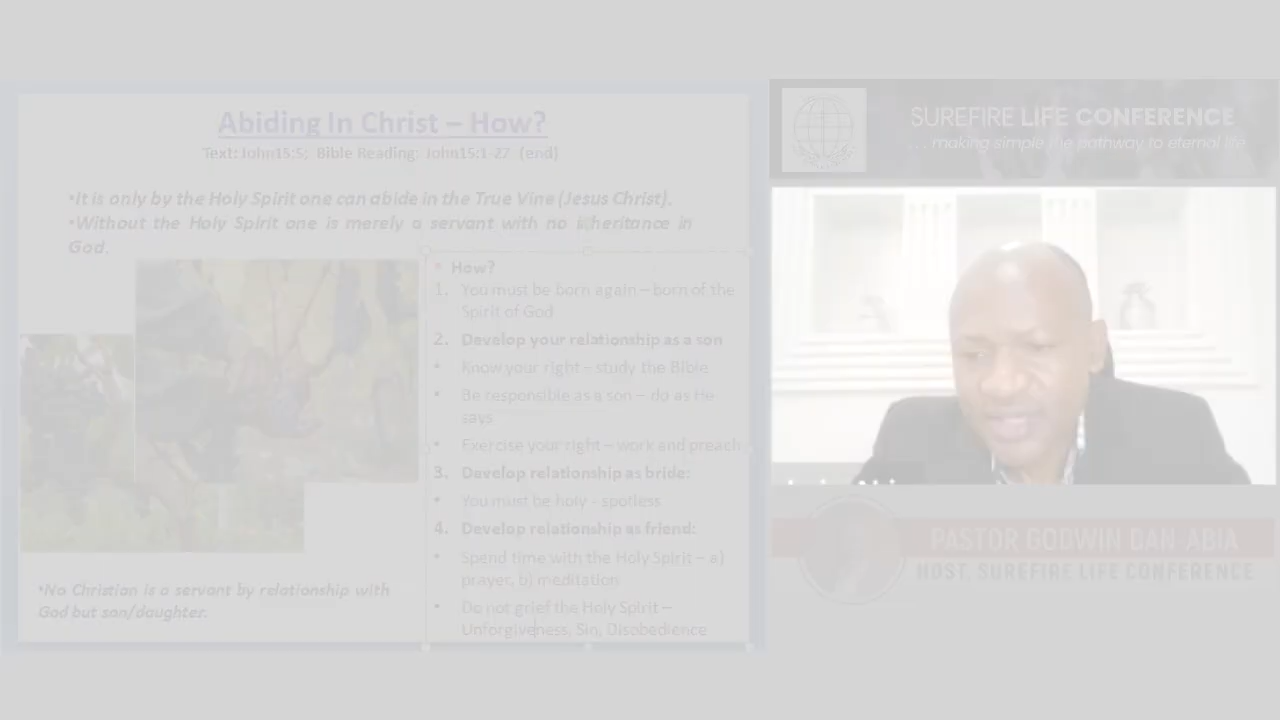 Abiding In Christ – How?
Text: John15:5; Bible Reading: John15:1-27 (end)
•It is only by the Holy Spirit one can abide in the True Vine (Jesus Christ).
•Without the Holy Spirit one is merely a servant with no inheritance in
God.
• How?
1. You must be born again – born of the
Spirit of God
2. Develop your relationship as a son
• Know your right – study the Bible
• Be responsible as a son – do as He
says
• Exercise your right – work and preach
3. Develop relationship as bride:
• You must be holy - spotless
4. Develop relationship as friend:
• Spend time with the Holy Spirit – a)
prayer, b) meditation
• Do not grief the Holy Spirit –
Unforgiveness, Sin, Disobedience
•No Christian is a servant by relationship with
God but son/daughter.
SUREFIRE LIFE CONFERENCE
... making simple the pathway to eternal life
PASTOR GODWIN DAN-ABIA
HOST, SUREFIRE LIFE CONFERENCE